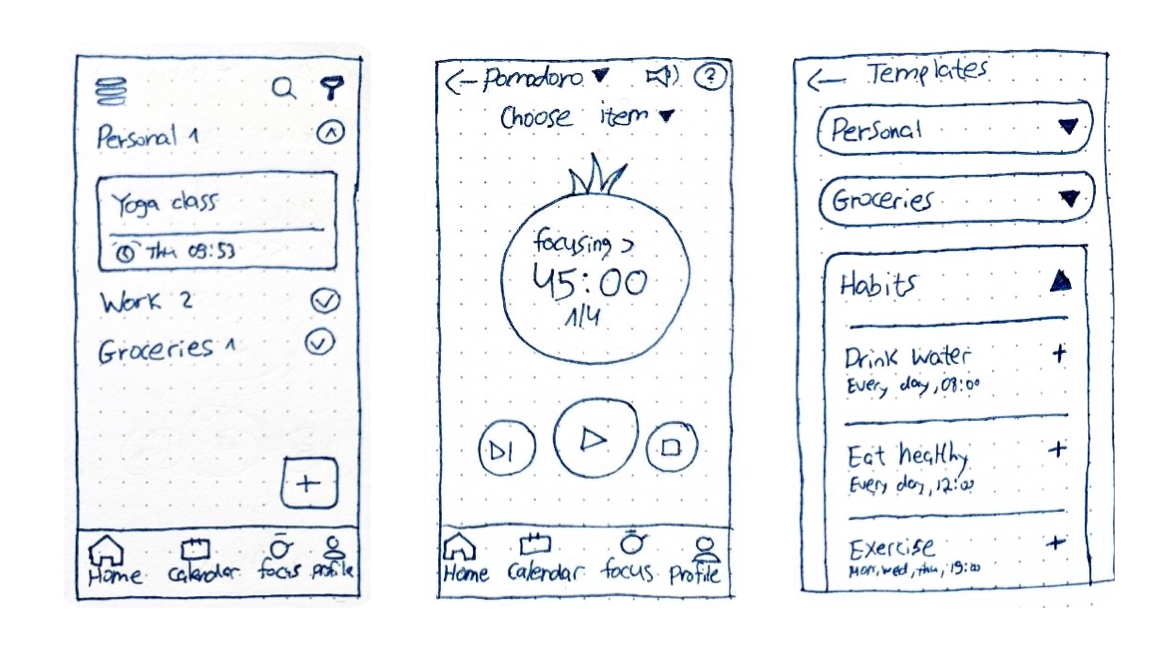 Personal 1
Yoga class
Thu 09:53
Work 2
Groceries 1
Home Calendar focus profile
Pomodoro
?
Choose item
focusing >
45:00
1/4
Home Calendar focus Profile
Templates
Personal
Groceries
Habits
Drink water +
Every day, 08:00
Eat healthy +
Every day, 12:00
Exercise +
Mon, wed, thu, 19:00